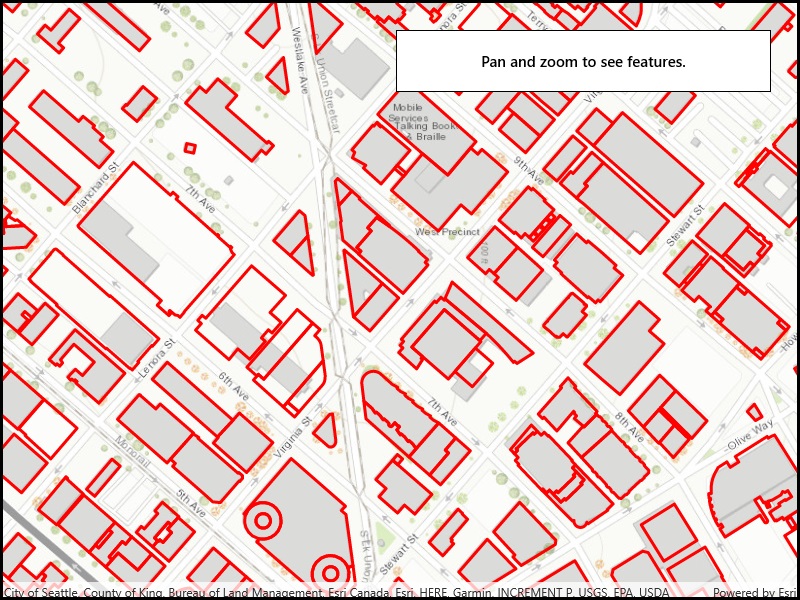 Westlake Ave
Union Streetcar
Pan and zoom to see features.
Mobile
Services
Talking Book
& Braille
9th Ave
Blanchard St
7th Ave
Stewart St
West Precinct
Lenora St
6th Ave
7th Ave
8th Ave
Olive Way
Virginia St
Monorail
5th Ave
Stewart St
City of Seattle, County of King, Bureau of Land Management, Esri Canada, Esri, HERE, Garmin, INCREMENT P, USGS, EPA, USDA
Powered by Esri